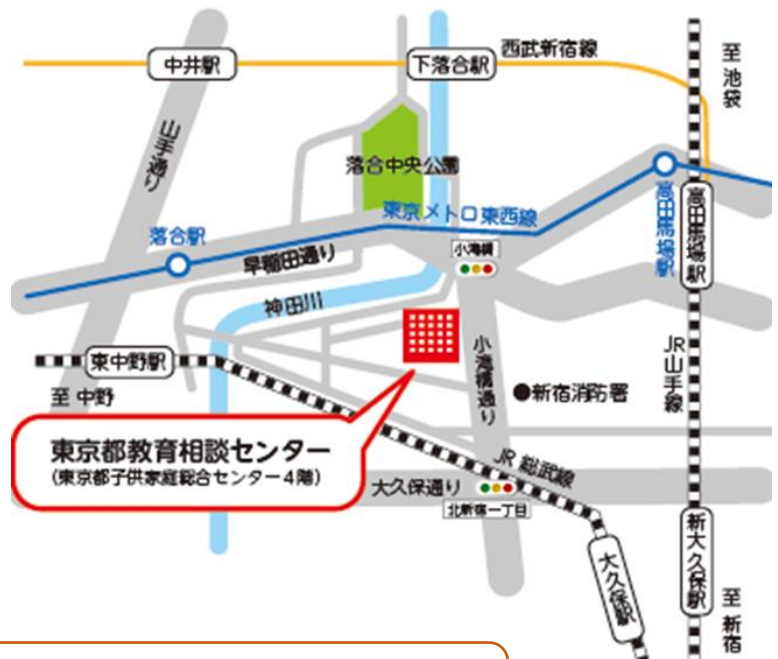 西武新宿線
中井駅
下落合駅
至 池袋
山手通り
落合中央公園
東京メトロ東西線
高田馬場駅
高田馬場駅
落合駅
早稲田通り
小滝橋
神田川
東中野駅
小滝橋通り
JR山手線
至 中野
新宿消防署
東京都教育相談センター
(東京都子供家庭総合センター4階)
JR 総武線
大久保通り
北新宿一丁目
大久保駅
新大久保駅
至 新宿